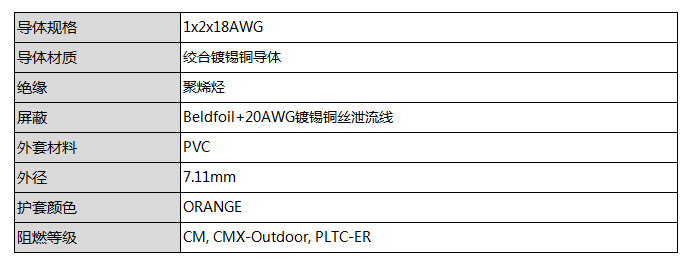 导体规格 1x2x18AWG
导体材质 绞合镀锡铜导体
绝缘 聚烯烃
屏蔽 Beldfoil+20AWG镀锡铜丝泄流线
外套材料 PVC
外径 7.11mm
护套颜色 ORANGE
阻燃等级 CM, CMX-Outdoor, PLTC-ER